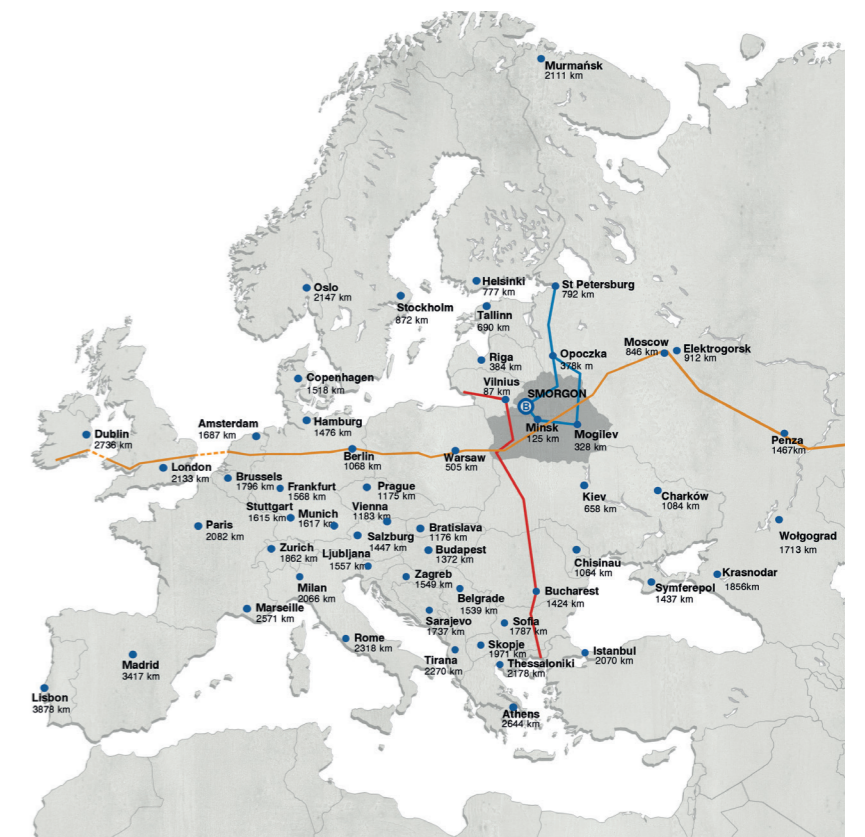 Murmańsk
2111 km
Oslo
2147 km
Helsinki
777 km
St Petersburg
792 km
Stockholm
872 km
Tallinn
690 km
Moscow
846 km
Elektrogorsk
912 km
Riga
384 km
Opoczka
378k m
Copenhagen
1518 km
Vilnius
87 km
SMORGON
B
Minsk
125 km
Mogilev
328 km
Hamburg
1476 km
Amsterdam
1687 km
Dublin
2736 km
London
2133 km
Berlin
1068 km
Warsaw
505 km
Penza
1467km
Brussels
1796 km
Frankfurt
1568 km
Prague
1175 km
Kiev
658 km
Charków
1084 km
Stuttgart
1615 km
Munich
1617 km
Vienna
1183 km
Paris
2082 km
Salzburg
1447 km
Bratislava
1176 km
Wołgograd
1713 km
Zurich
1862 km
Ljubljana
1557 km
Budapest
1372 km
Chisinau
1064 km
Zagreb
1549 km
Krasnodar
1856km
Symferepol
1437 km
Milan
2066 km
Belgrade
1539 km
Bucharest
1424 km
Marseille
2571 km
Sarajevo
1737 km
Sofia
1787 km
Rome
2318 km
Skopje
1971 km
Istanbul
2070 km
Tirana
2270 km
Thessaloniki
2178 km
Madrid
3417 km
Lisbon
3878 km
Athens
2644 km